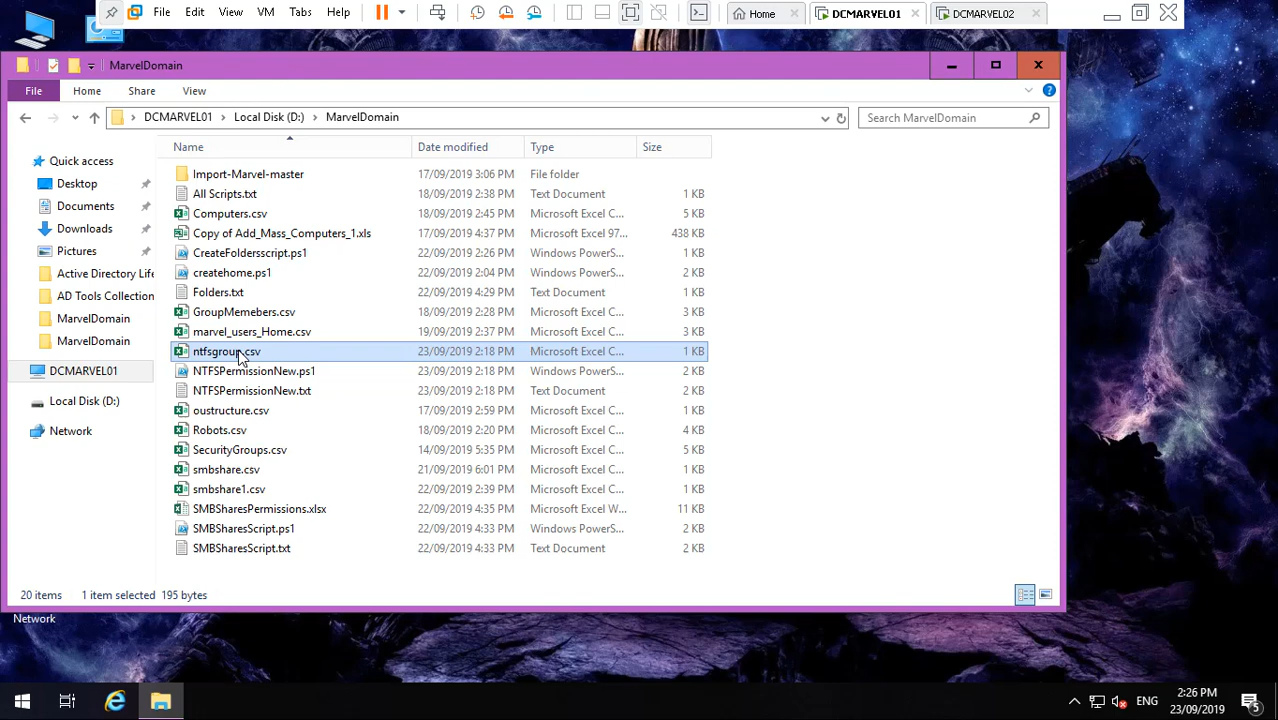 File Edit View VM Tabs Help Home DCMARVEL01 DCMARVEL02
MarvelDomain
File Home Share View
DCMARVEL01 Local Disk (D:) MarvelDomain Search MarvelDomain
Name Date modified Type Size
Quick access
Desktop
Documents
Downloads
Pictures
Active Directory Life
AD Tools Collection
MarvelDomain
MarvelDomain
DCMARVEL01
Local Disk (D:)
Network
Import-Marvel-master 17/09/2019 3:06 PM File folder
All Scripts.txt 18/09/2019 2:38 PM Text Document 1 KB
Computers.csv 18/09/2019 2:45 PM Microsoft Excel C... 5 KB
Copy of Add_Mass_Computers_1.xls 17/09/2019 4:37 PM Microsoft Excel 97... 438 KB
CreateFoldersscript.ps1 22/09/2019 2:26 PM Windows PowerS... 1 KB
createhome.ps1 22/09/2019 2:04 PM Windows PowerS... 2 KB
Folders.txt 22/09/2019 4:29 PM Text Document 1 KB
GroupMemebers.csv 18/09/2019 2:28 PM Microsoft Excel C... 3 KB
marvel_users_Home.csv 19/09/2019 2:37 PM Microsoft Excel C... 3 KB
ntfsgroup.csv 23/09/2019 2:18 PM Microsoft Excel C... 1 KB
NTFSPermissionNew.ps1 23/09/2019 2:18 PM Windows PowerS... 2 KB
NTFSPermissionNew.txt 23/09/2019 2:18 PM Text Document 2 KB
oustructure.csv 17/09/2019 2:59 PM Microsoft Excel C... 1 KB
Robots.csv 18/09/2019 2:20 PM Microsoft Excel C... 4 KB
SecurityGroups.csv 14/09/2019 5:35 PM Microsoft Excel C... 5 KB
smbshare.csv 21/09/2019 6:01 PM Microsoft Excel C... 1 KB
smbshare1.csv 22/09/2019 2:39 PM Microsoft Excel C... 1 KB
SMBSharesPermissions.xlsx 22/09/2019 4:35 PM Microsoft Excel W... 11 KB
SMBSharesScript.ps1 22/09/2019 4:33 PM Windows PowerS... 2 KB
SMBSharesScript.txt 22/09/2019 4:33 PM Text Document 2 KB
20 items 1 item selected 195 bytes
Network
ENG 2:26 PM
23/09/2019 5